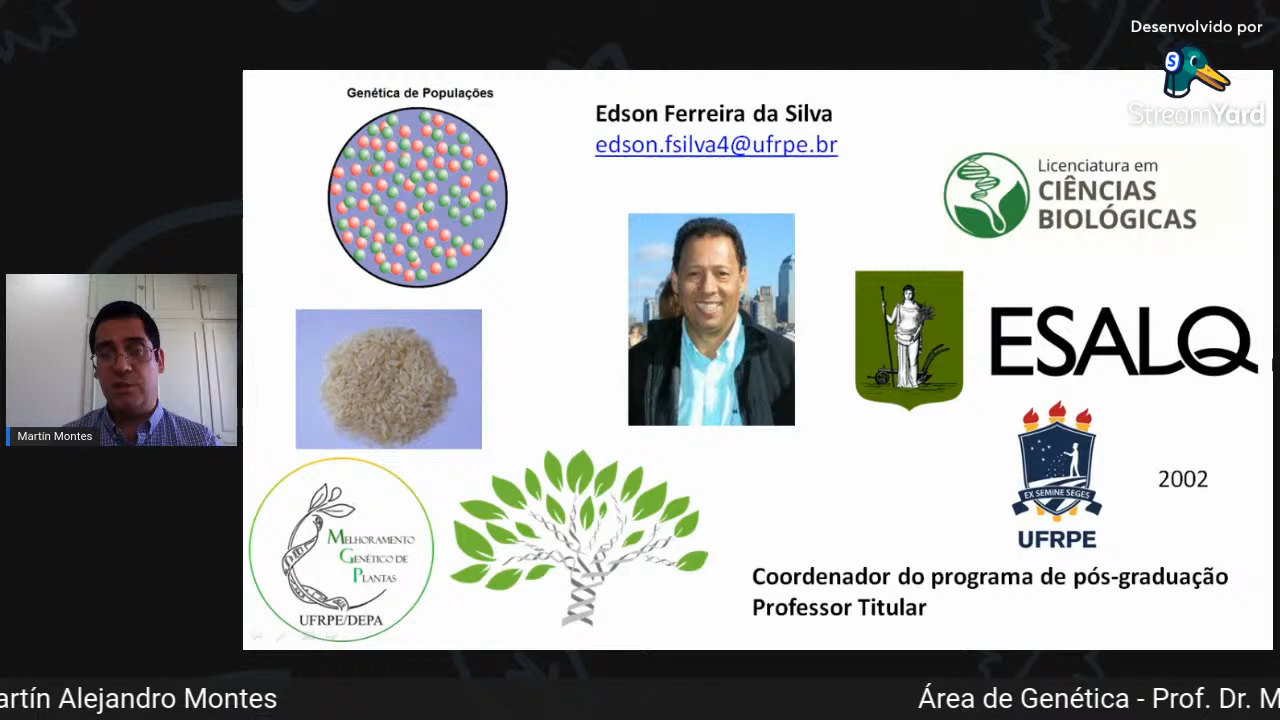 Desenvolvido por
StreamYard
Genética de Populações
Edson Ferreira da Silva
edson.fsilva4@ufrpe.br
Licenciatura em
CIÊNCIAS
BIOLÓGICAS
ESALQ
Martín Montes
EX SEMINE SEGES
UFRPE
2002
MELHORAMENTO
GENÉTICO DE
PLANTAS
UFRPE/DEPA
Coordenador do programa de pós-graduação
Professor Titular
artín Alejandro Montes
Área de Genética - Prof. Dr. M